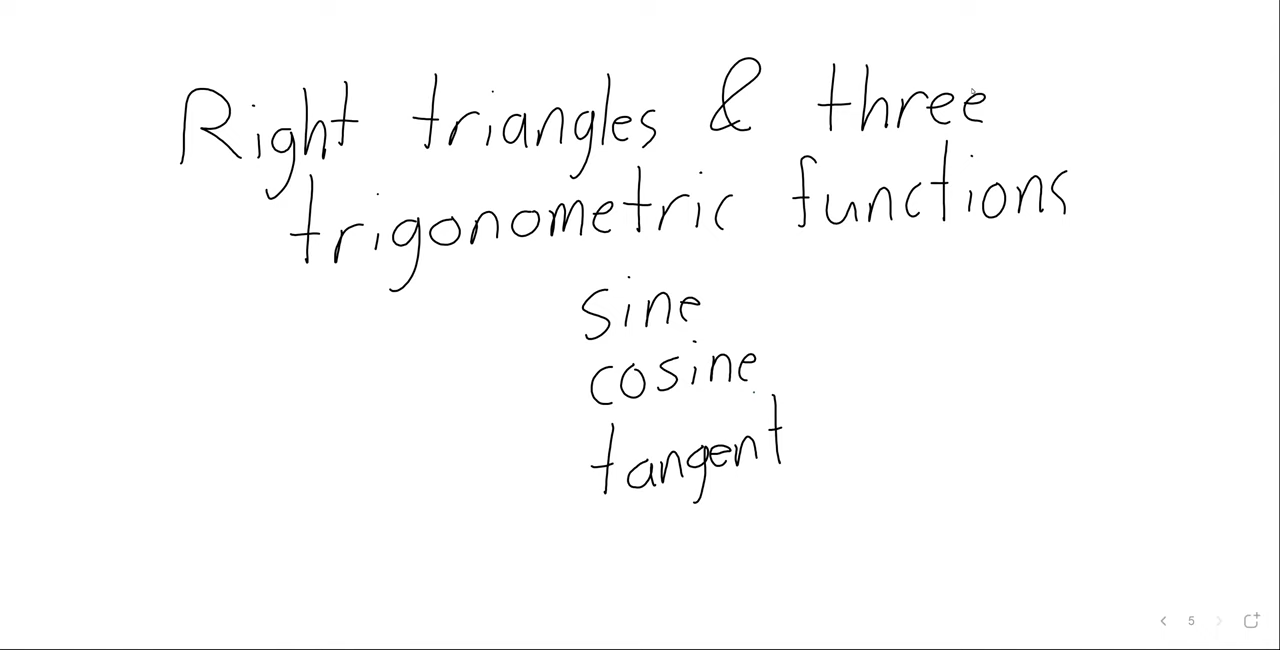 Right triangles & three
trigonometric functions
sine
cosine
tangent
< 5 >